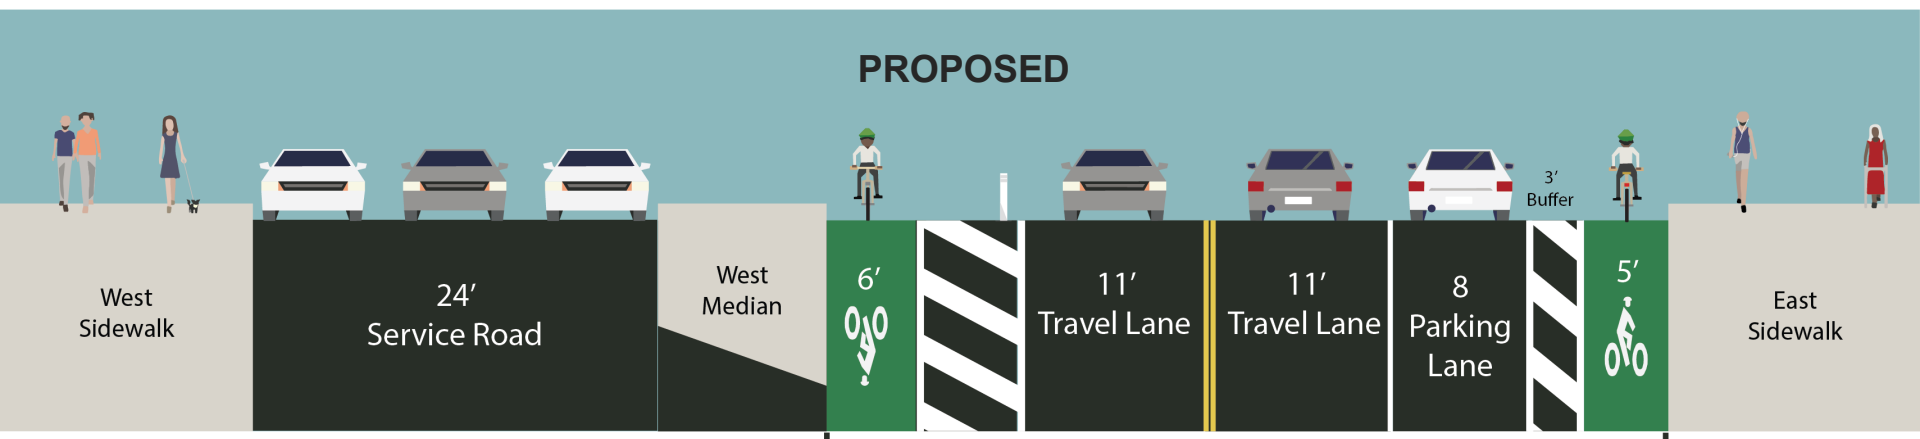 PROPOSED
West
Sidewalk
24’
Service Road
West
Median
6’
11’
Travel Lane
11’
Travel Lane
8
Parking
Lane
3’
Buffer
5’
East
Sidewalk